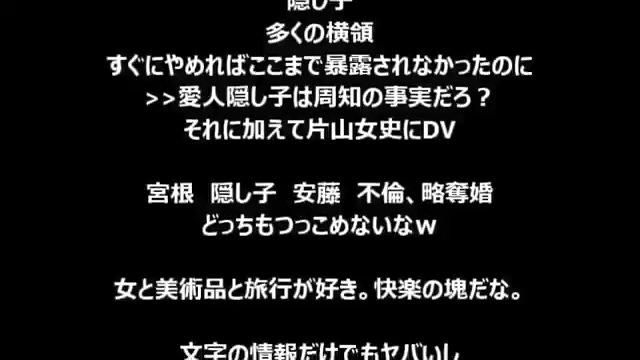 隠し子
多くの横領
すぐにやめればここまで暴露されなかったのに
>>愛人隠し子は周知の事実だろ？
それに加えて片山女史にDV
宮根　隠し子　安藤　不倫、略奪婚
どっちもつっこめないなｗ
女と美術品と旅行が好き。快楽の塊だな。
文字の情報だけでもヤバいし